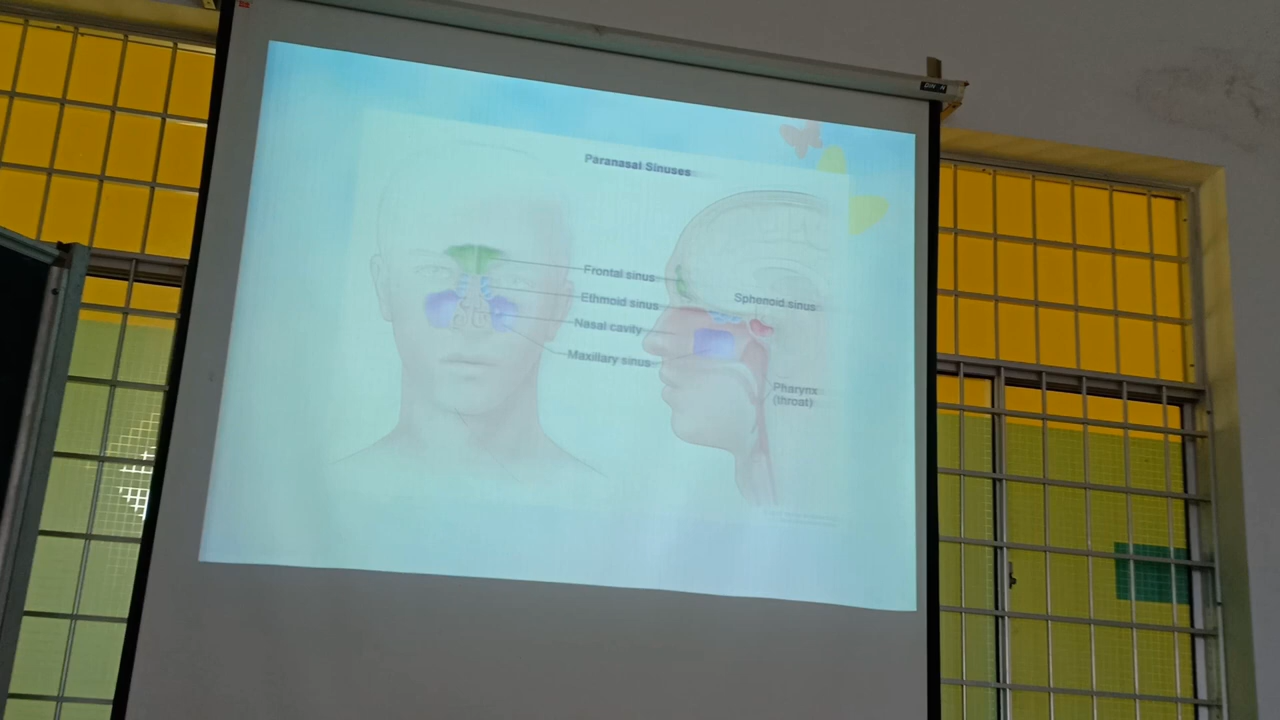 Paranasal Sinuses
Frontal sinus
Ethmoid sinus
Nasal cavity
Maxillary sinus
Sphenoid sinus
Pharynx
(throat)